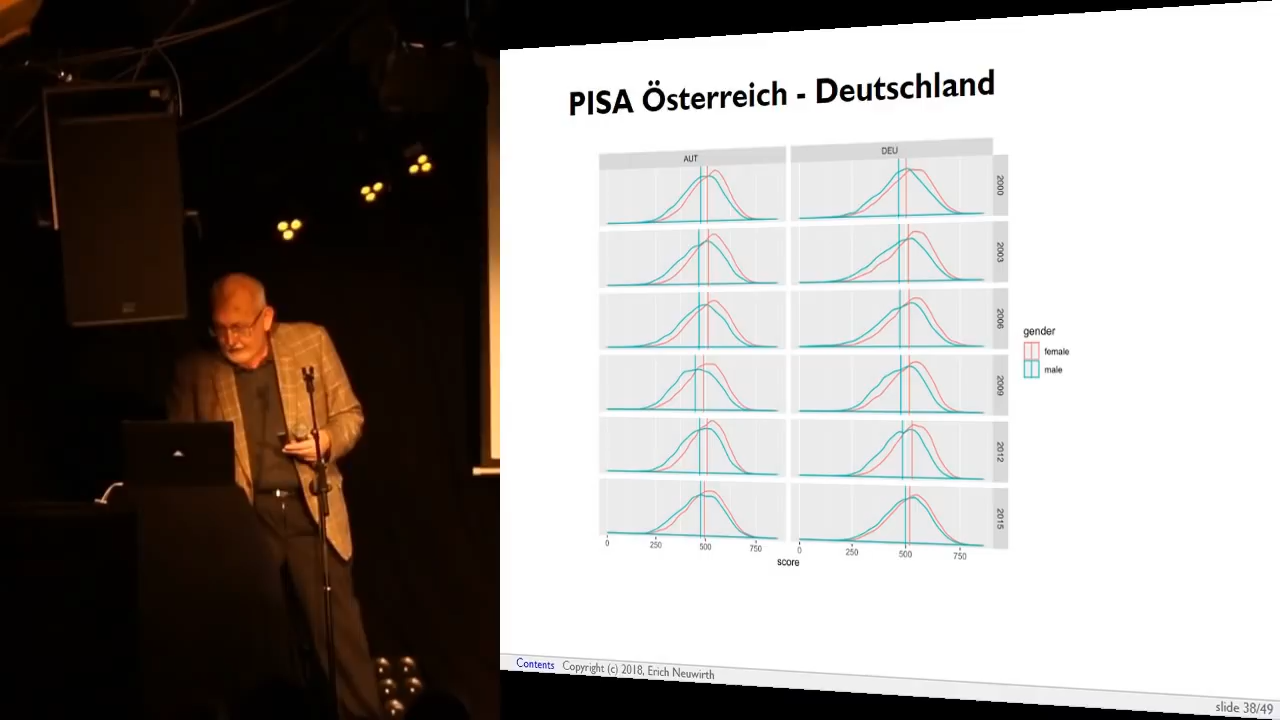 PISA Österreich - Deutschland
AUT
DEU
2000
2003
2006
2009
2012
2015
0 250 500 750
0 250 500 750
score
gender
female
male
Contents Copyright (c) 2018, Erich Neuwirth
slide 38/49